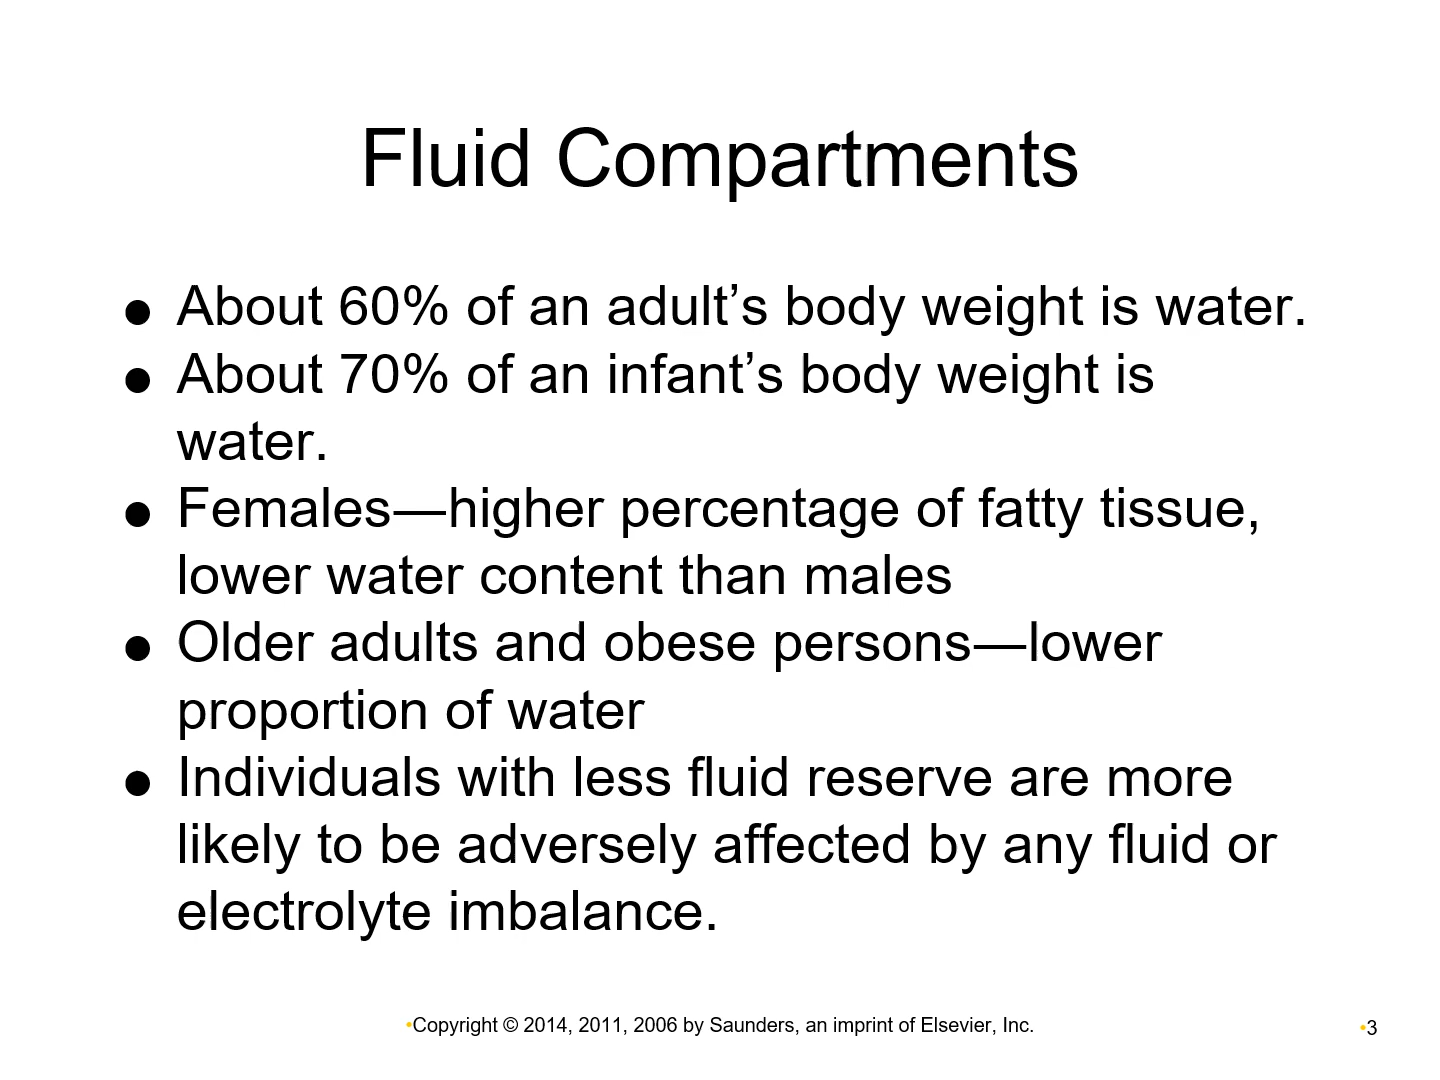 Fluid Compartments
● About 60% of an adult’s body weight is water.
● About 70% of an infant’s body weight is
water.
● Females—higher percentage of fatty tissue,
lower water content than males
● Older adults and obese persons—lower
proportion of water
● Individuals with less fluid reserve are more
likely to be adversely affected by any fluid or
electrolyte imbalance.
•Copyright © 2014, 2011, 2006 by Saunders, an imprint of Elsevier, Inc.
•3